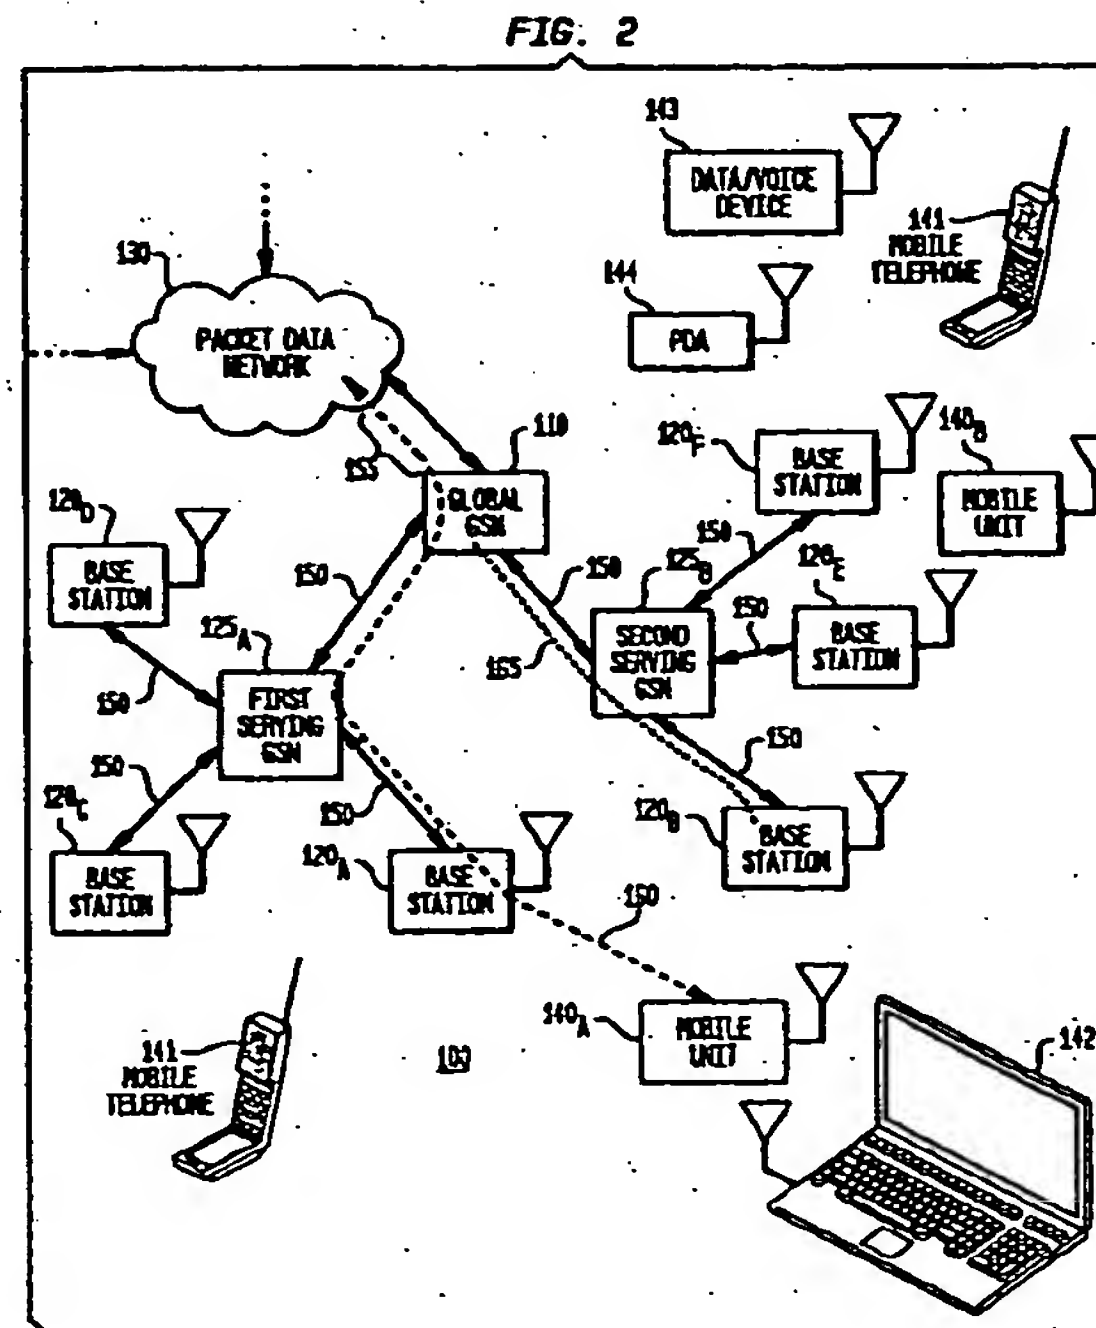 FIG. 2
143
DATA/VOICE
DEVICE
141
MOBILE
TELEPHONE
130
144
PACKET DATA
NETWORK
PDA
155
110
120F
140B
BASE
STATION
MOBILE
UNIT
GLOBAL
GSN
120D
150
125B
120E
BASE
STATION
150
150
150
BASE
STATION
125A
165
SECOND
SERVING
GSN
150
FIRST
SERVING
GSN
150
150
120C
150
120B
BASE
STATION
120A
BASE
STATION
BASE
STATION
160
140A
MOBILE
UNIT
142
141
MOBILE
TELEPHONE
100